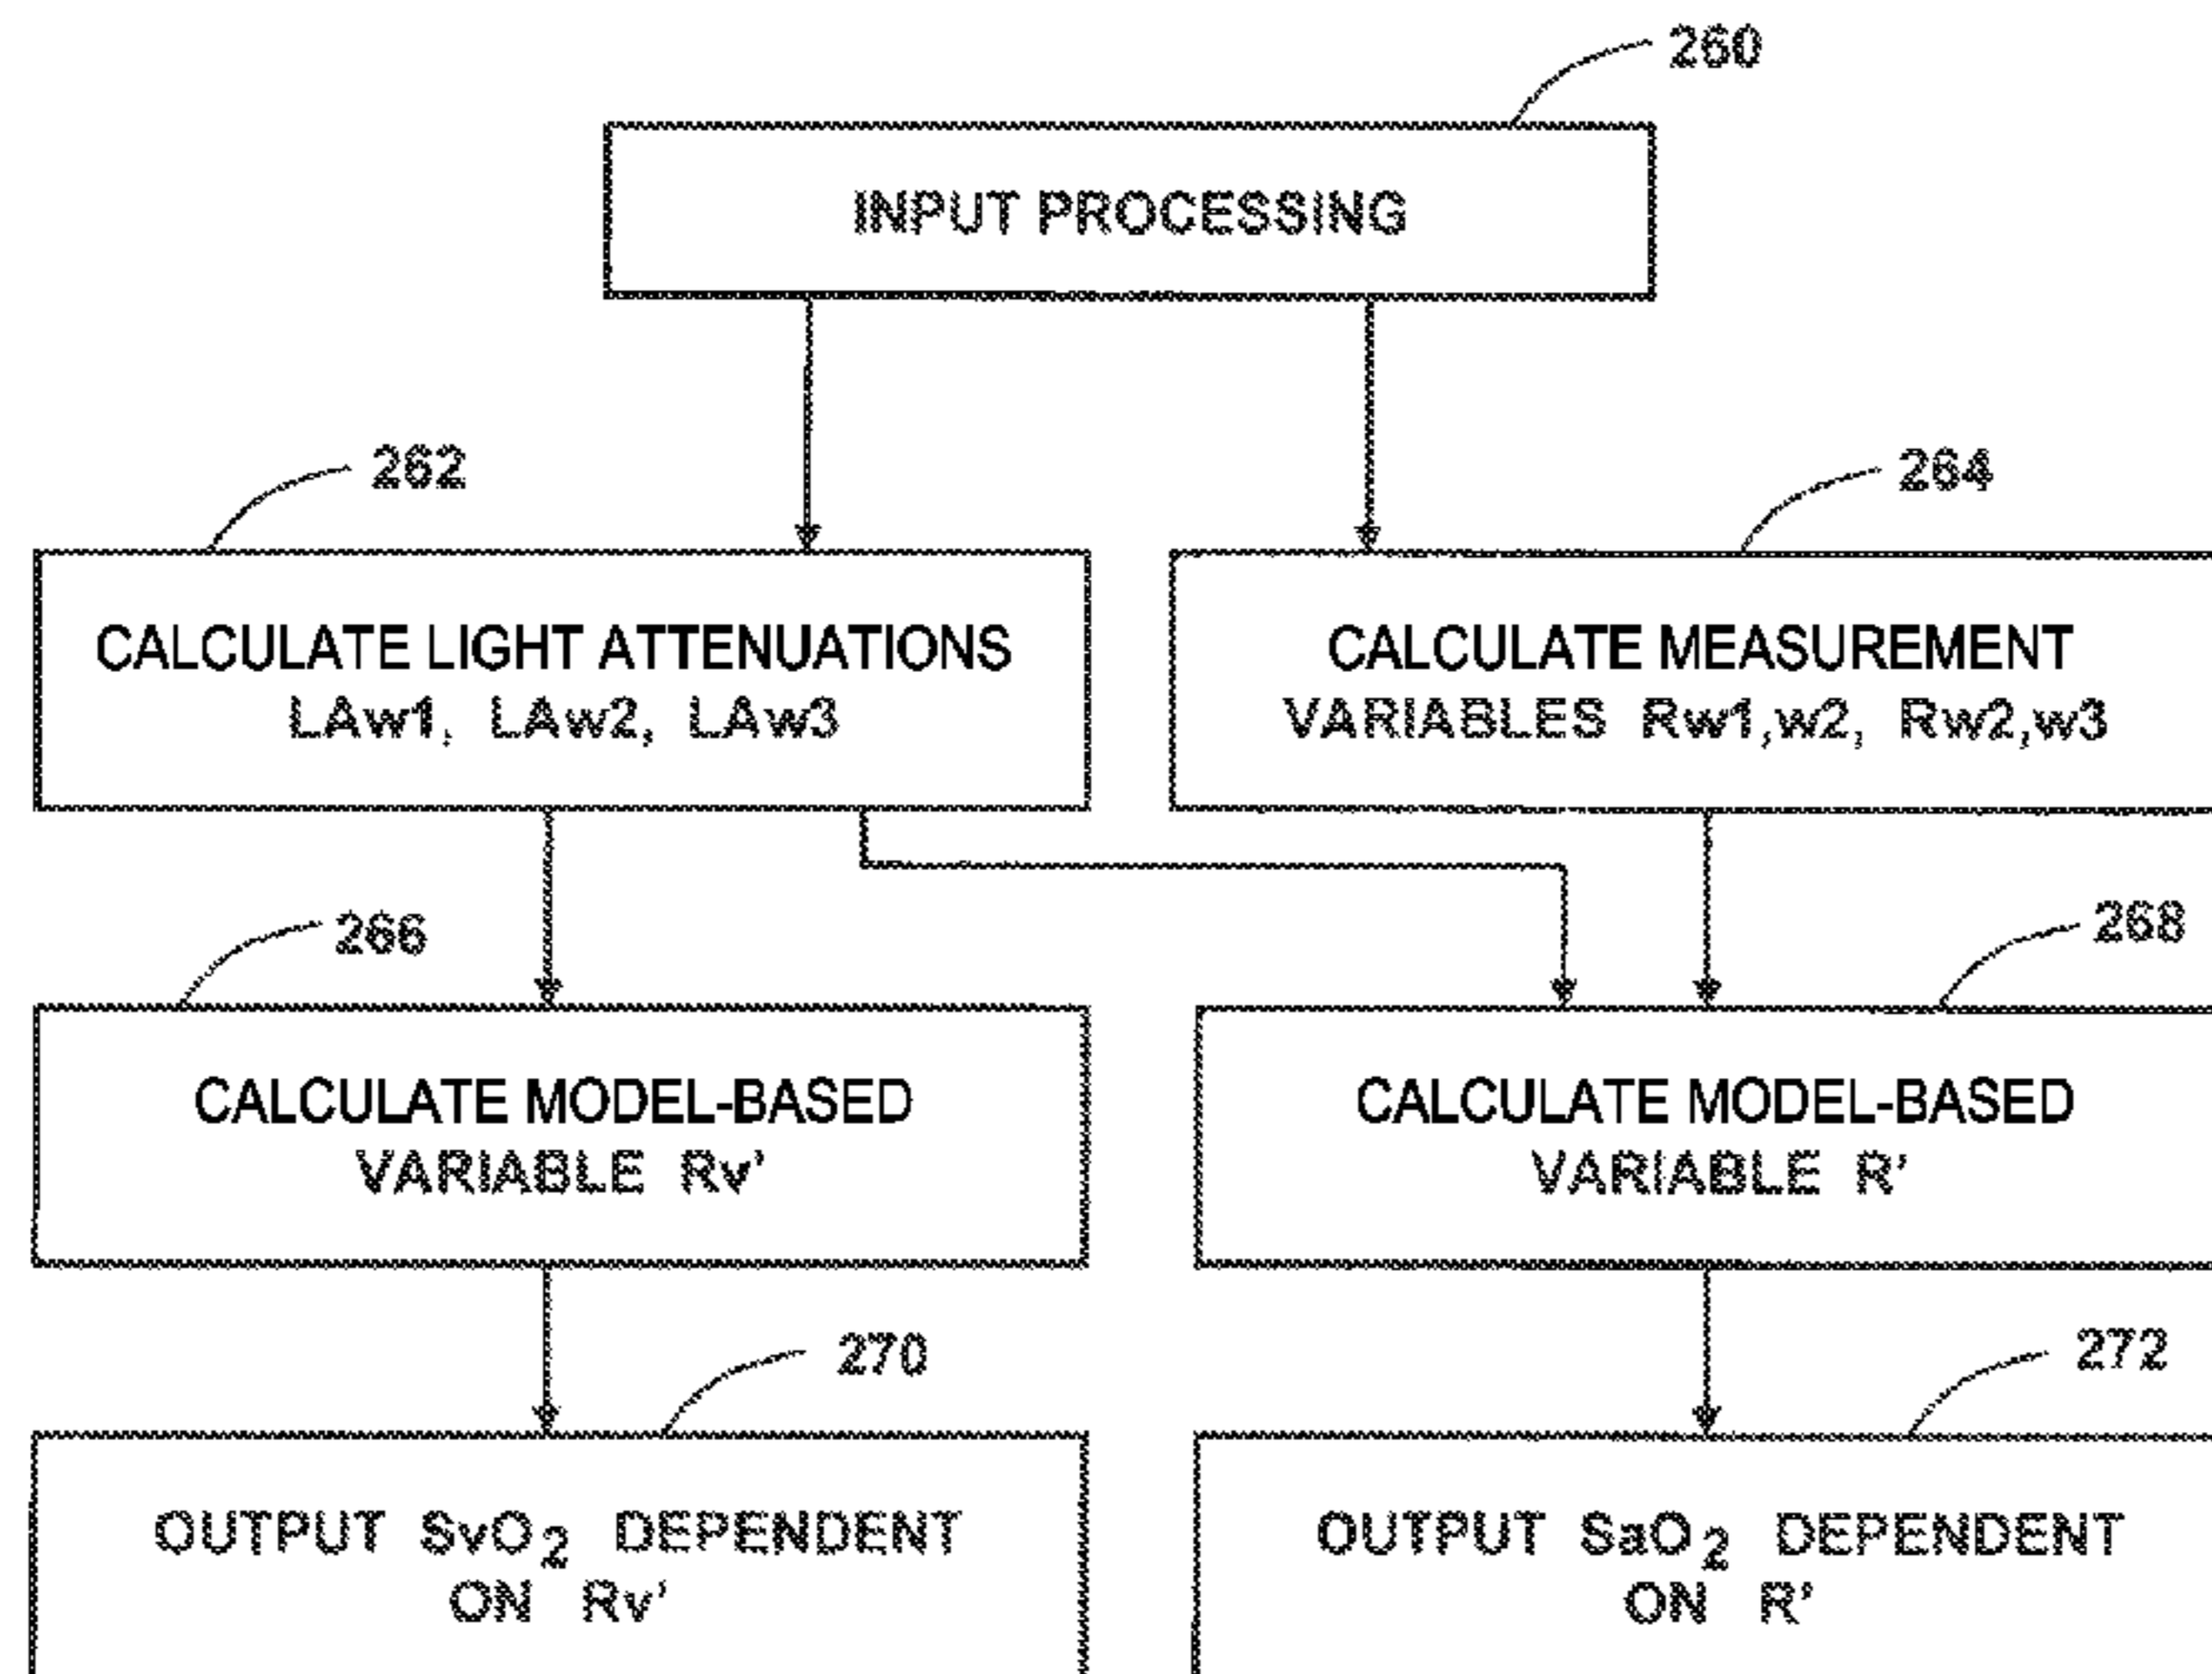 260
INPUT PROCESSING
262
264
CALCULATE LIGHT ATTENUATIONS
LAw1, LAw2, LAw3
CALCULATE MEASUREMENT
VARIABLES Rw1,w2, Rw2,w3
266
268
CALCULATE MODEL-BASED
VARIABLE Rv'
CALCULATE MODEL-BASED
VARIABLE R'
270
272
OUTPUT SvO2 DEPENDENT
ON Rv'
OUTPUT SaO2 DEPENDENT
ON R'